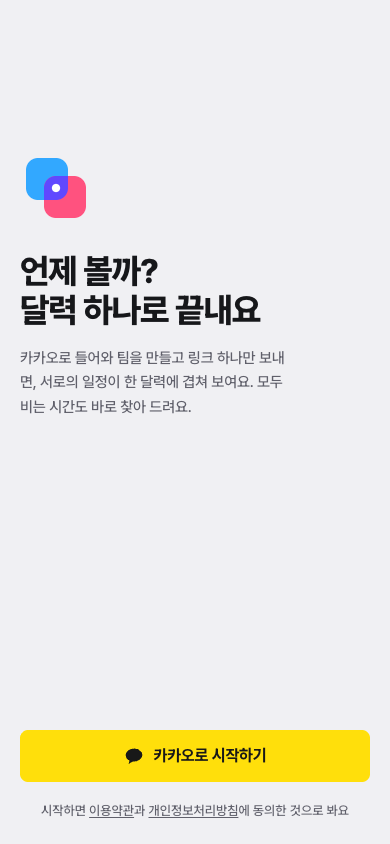 언제 볼까?
달력 하나로 끝내요
카카오로 들어와 팀을 만들고 링크 하나만 보내
면, 서로의 일정이 한 달력에 겹쳐 보여요. 모두
비는 시간도 바로 찾아 드려요.
카카오로 시작하기
시작하면 이용약관과 개인정보처리방침에 동의한 것으로 봐요